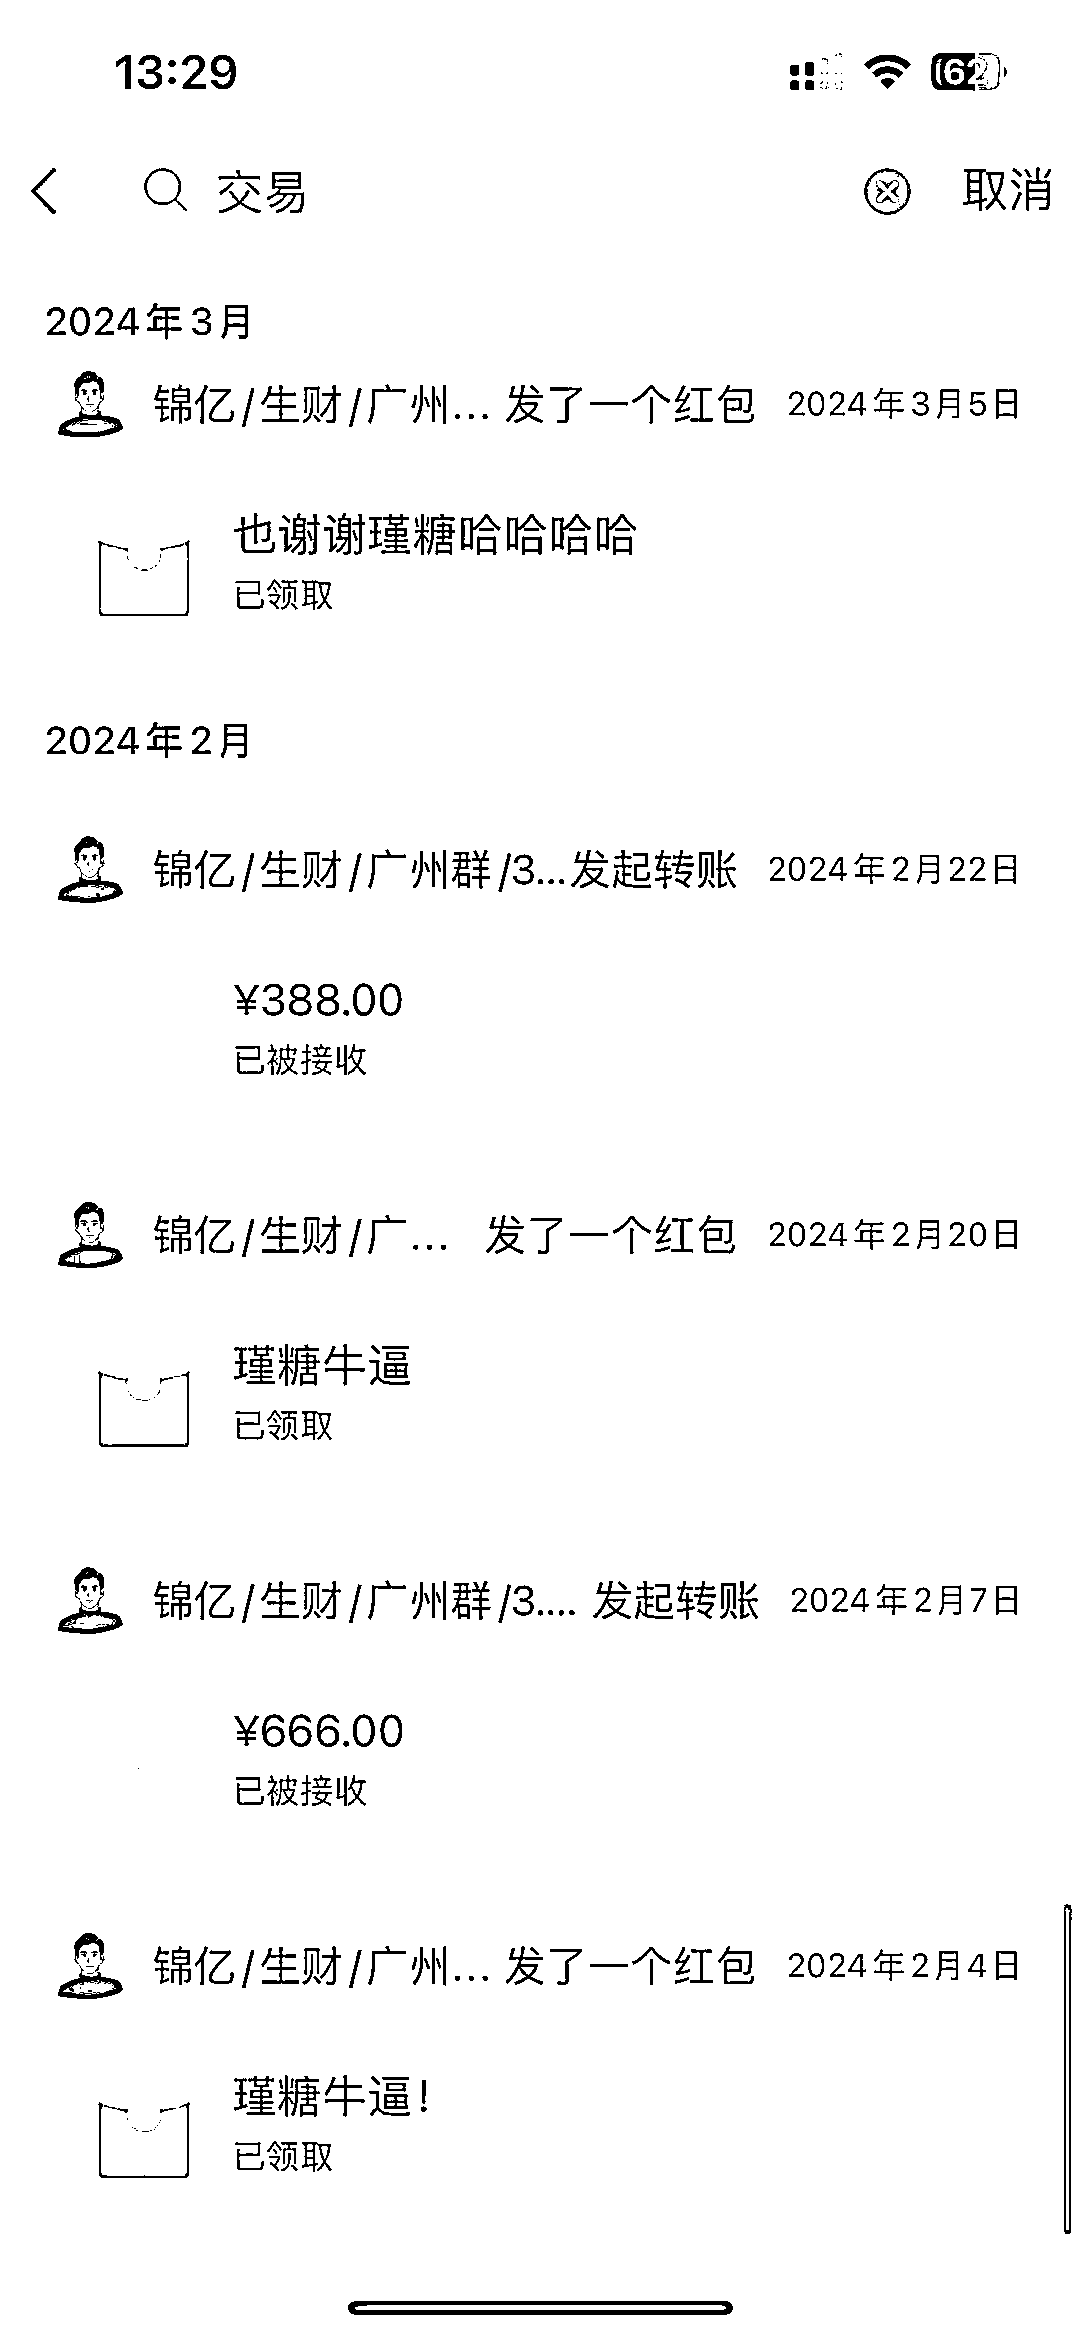 13:29
62
交易
取消
2024年3月
锦亿/生财/广州... 发了一个红包 2024年3月5日
也谢谢瑾糖哈哈哈哈
已领取
2024年2月
锦亿/生财/广州群/3...发起转账 2024年2月22日
¥388.00
已被接收
锦亿/生财/广... 发了一个红包 2024年2月20日
瑾糖牛逼
已领取
锦亿/生财/广州群/3.... 发起转账 2024年2月7日
¥666.00
已被接收
锦亿/生财/广州... 发了一个红包 2024年2月4日
瑾糖牛逼!
已领取